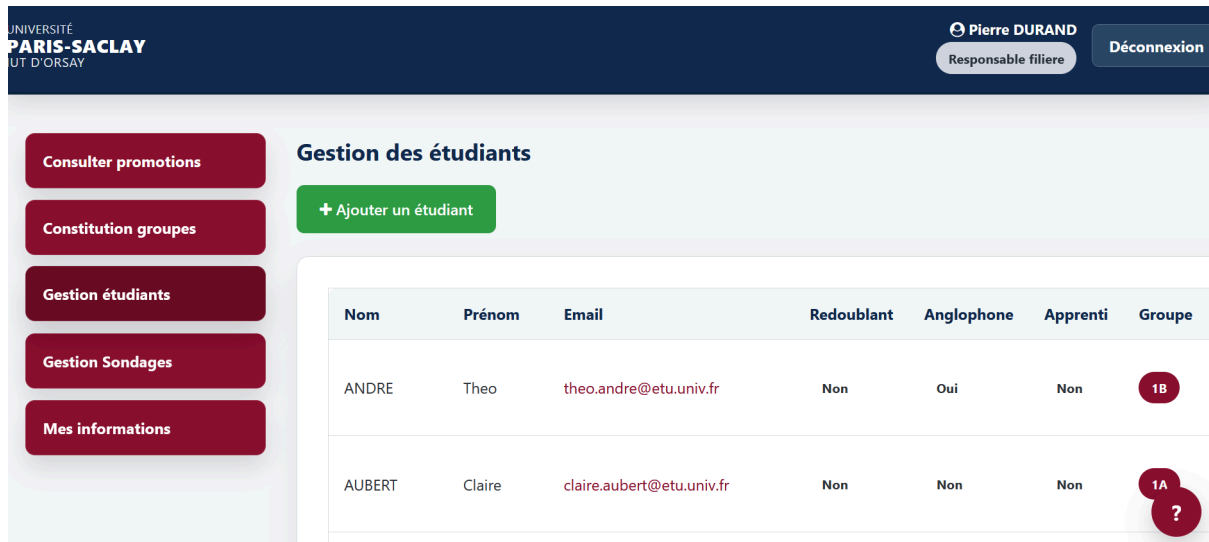 UNIVERSITÉ
PARIS-SACLAY
IUT D'ORSAY
Pierre DURAND
Responsable filiere
Déconnexion
Consulter promotions
Constitution groupes
Gestion étudiants
Gestion Sondages
Mes informations
Gestion des étudiants
+ Ajouter un étudiant
Nom Prénom Email Redoublant Anglophone Apprenti Groupe
ANDRE Theo theo.andre@etu.univ.fr Non Oui Non 1B
AUBERT Claire claire.aubert@etu.univ.fr Non Non Non 1A
?